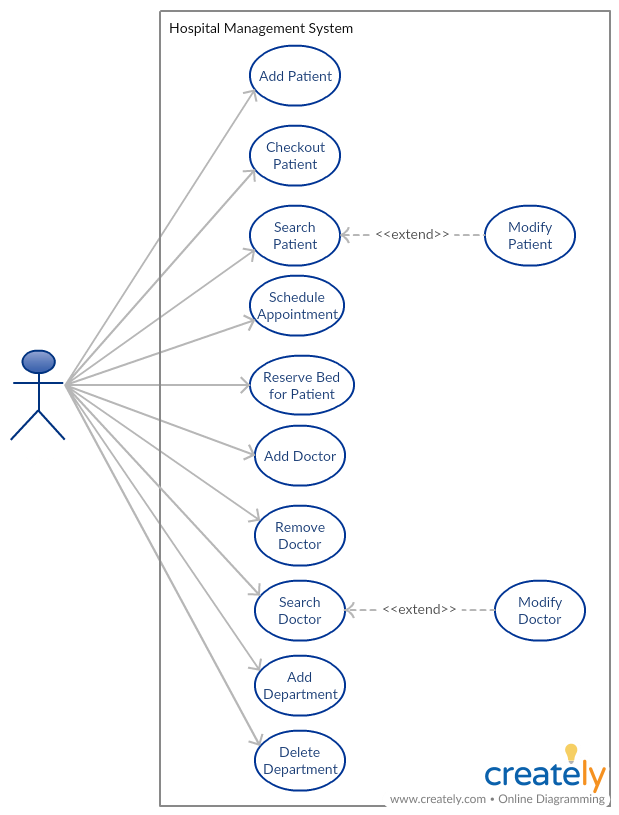 Hospital Management System
Add Patient
Checkout
Patient
Search
Patient
<<extend>>
Modify
Patient
Schedule
Appointment
Reserve Bed
for Patient
Add Doctor
Remove
Doctor
Search
Doctor
<<extend>>
Modify
Doctor
Add
Department
Delete
Department
creately
www.creately.com • Online Diagramming